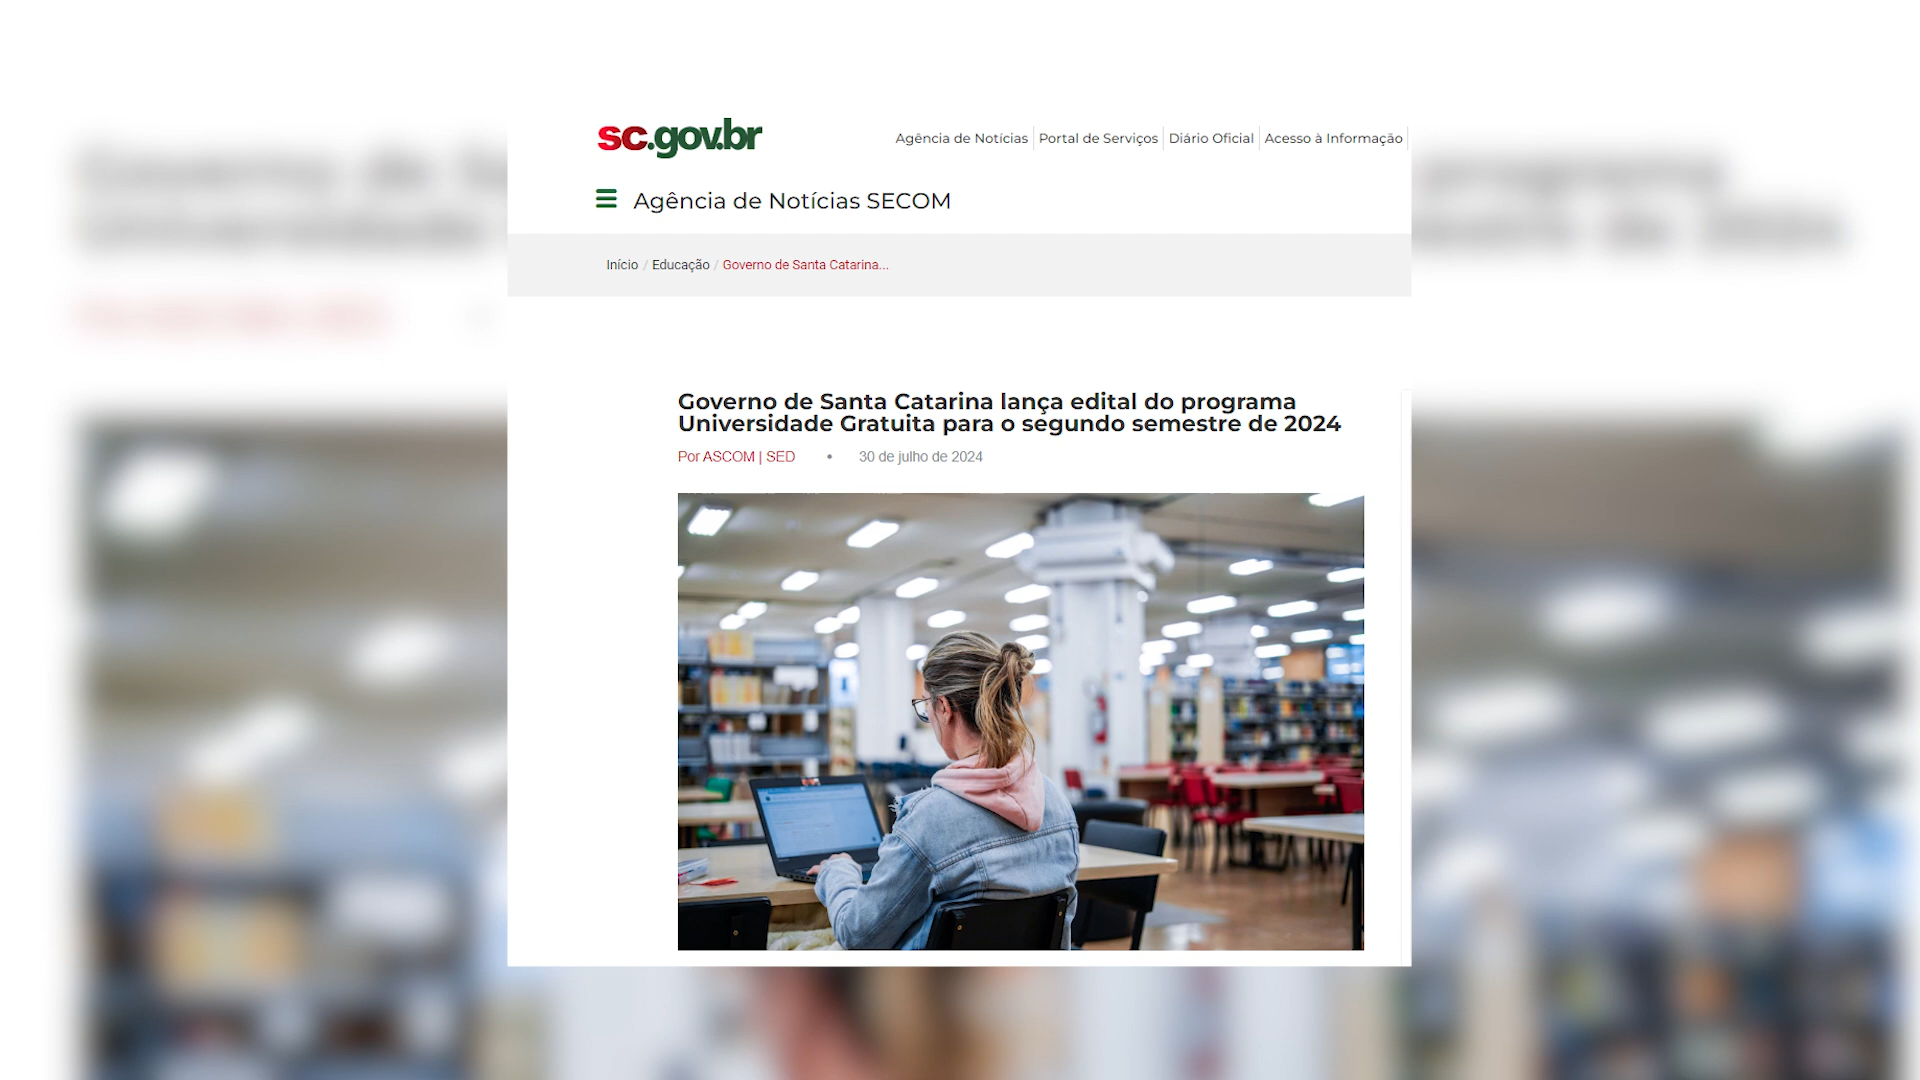 sc.gov.br
Agência de Notícias
Portal de Serviços
Diário Oficial
Acesso à Informação
Agência de Notícias SECOM
Início / Educação / Governo de Santa Catarina...
Governo de Santa Catarina lança edital do programa
Universidade Gratuita para o segundo semestre de 2024
Por ASCOM | SED • 30 de julho de 2024